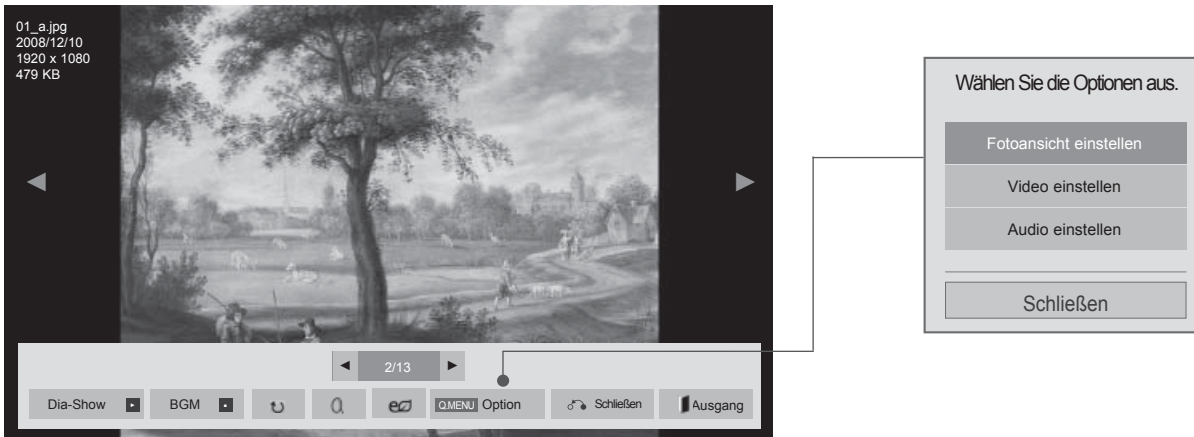 01_a.jpg
2008/12/10
1920 x 1080
479 KB
2/13
Dia-Show
BGM
Q.MENU Option
Schließen
Ausgang
Wählen Sie die Optionen aus.
Fotoansicht einstellen
Video einstellen
Audio einstellen
Schließen